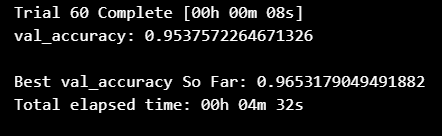 Trial 60 Complete [00h 00m 08s]
val_accuracy: 0.9537572264671326
Best val_accuracy So Far: 0.9653179049491882
Total elapsed time: 00h 04m 32s